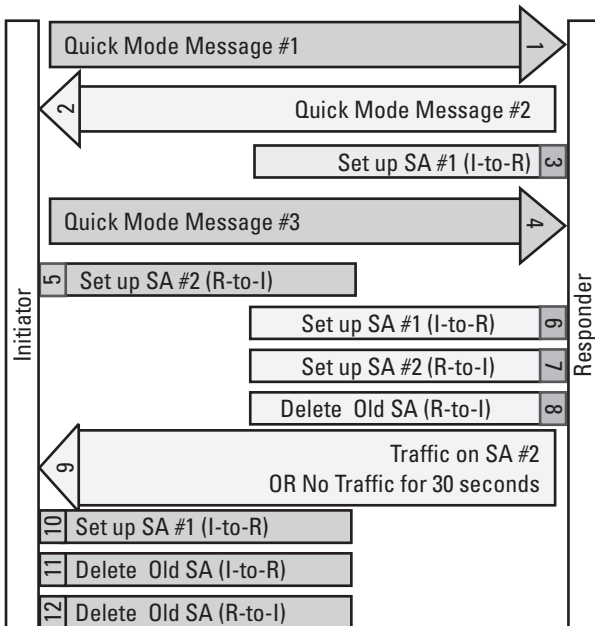 Initiator
Responder
Quick Mode Message #1
1
2
Quick Mode Message #2
Set up SA #1 (I-to-R)
3
Quick Mode Message #3
4
5
Set up SA #2 (R-to-I)
Set up SA #1 (I-to-R)
6
Set up SA #2 (R-to-I)
7
Delete Old SA (R-to-I)
8
9
Traffic on SA #2
OR No Traffic for 30 seconds
10
Set up SA #1 (I-to-R)
11
Delete Old SA (I-to-R)
12
Delete Old SA (R-to-I)